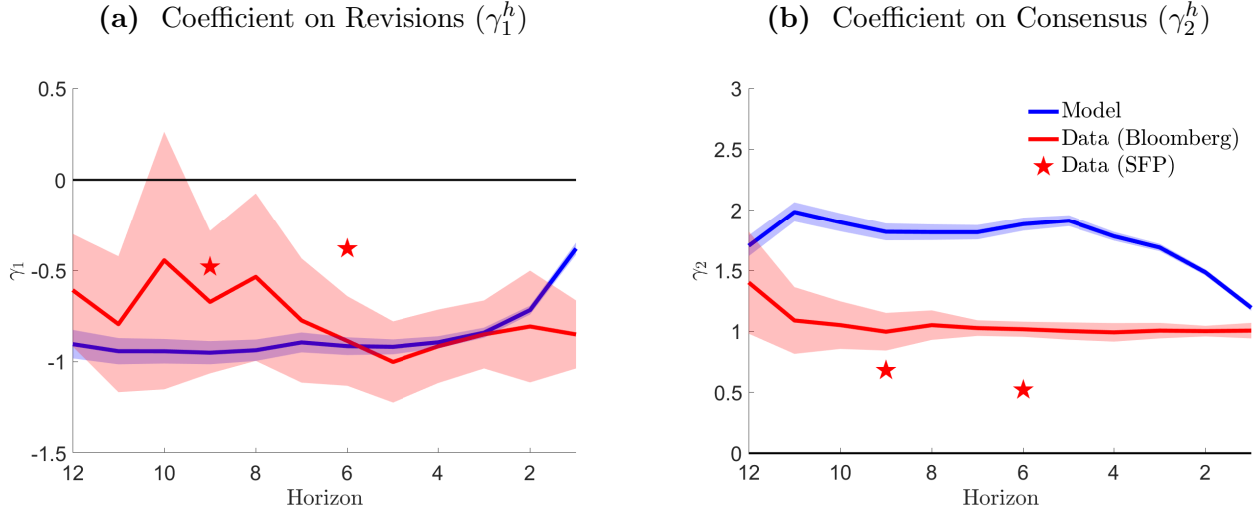 (a) Coefficient on Revisions (γ₁ʰ)
0.5
0
-0.5
-1
-1.5
γ₁
12 10 8 6 4 2
Horizon
(b) Coefficient on Consensus (γ₂ʰ)
3
2.5
2
1.5
1
0.5
0
γ₂
Model
Data (Bloomberg)
Data (SFP)
12 10 8 6 4 2
Horizon